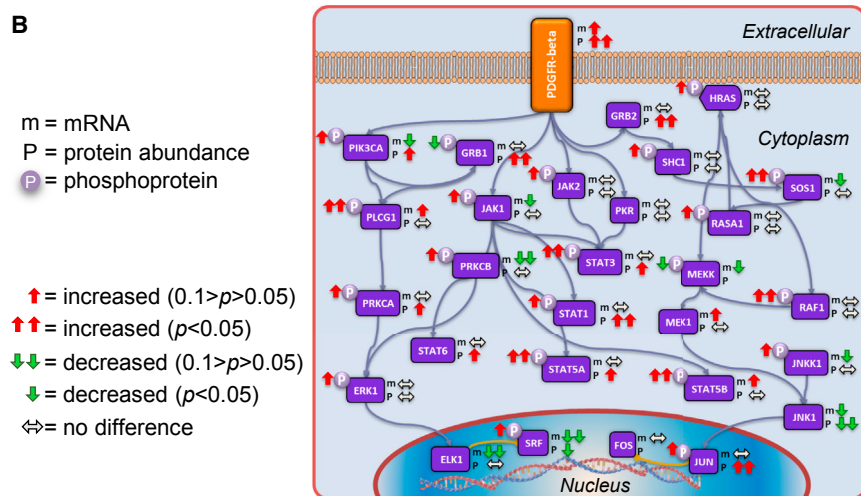 B
m = mRNA
P = protein abundance
P = phosphoprotein
= increased (0.1>p>0.05)
= increased (p<0.05)
= decreased (0.1>p>0.05)
= decreased (p<0.05)
= no difference
Extracellular
PDGFR-beta
m
P
Cytoplasm
P
HRAS
m
P
GRB2
m
P
P
PIK3CA
m
P
P
GRB1
m
P
P
SHC1
m
P
P
SOS1
m
P
P
JAK2
m
P
P
PLCG1
m
P
P
JAK1
m
P
PKR
m
P
P
RASA1
m
P
P
PRKCB
m
P
P
STAT3
m
P
P
MEKK
m
P
P
PRKCA
m
P
P
STAT1
m
P
MEK1
m
P
P
RAF1
m
P
STAT6
m
P
P
STAT5A
m
P
P
JNKK1
m
P
P
ERK1
m
P
P
STAT5B
m
P
JNK1
m
P
P
SRF
m
P
ELK1
m
P
FOS
m
P
P
JUN
m
P
Nucleus